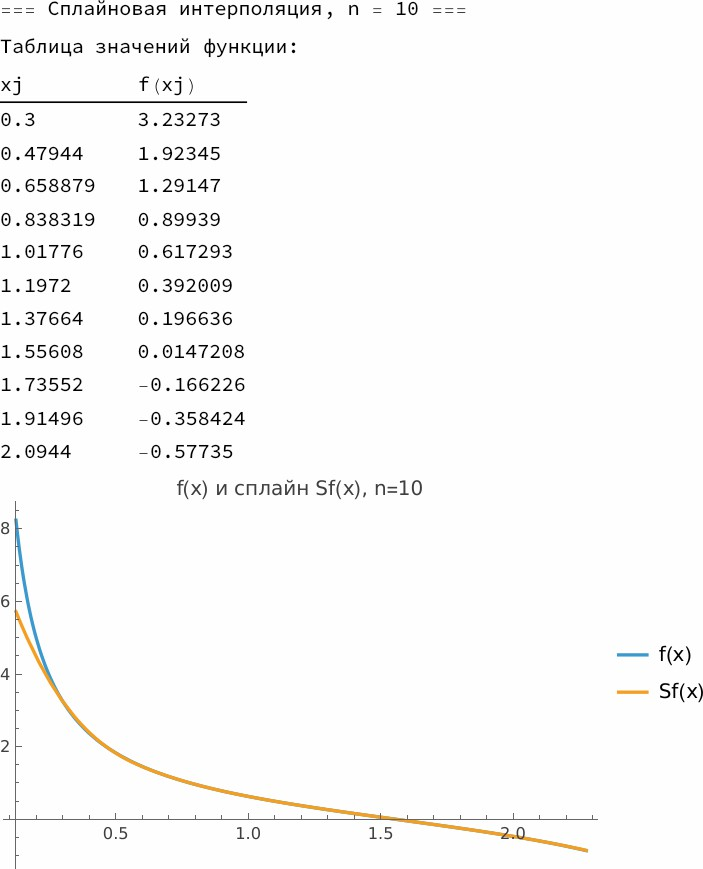 === Сплайновая интерполяция, n = 10 ===
Таблица значений функции:
xj f(xj)
0.3 3.23273
0.47944 1.92345
0.658879 1.29147
0.838319 0.89939
1.01776 0.617293
1.1972 0.392009
1.37664 0.196636
1.55608 0.0147208
1.73552 -0.166226
1.91496 -0.358424
2.0944 -0.57735
f(x) и сплайн Sf(x), n=10
8
6
4
2
0.5 1.0 1.5 2.0
f(x)
Sf(x)